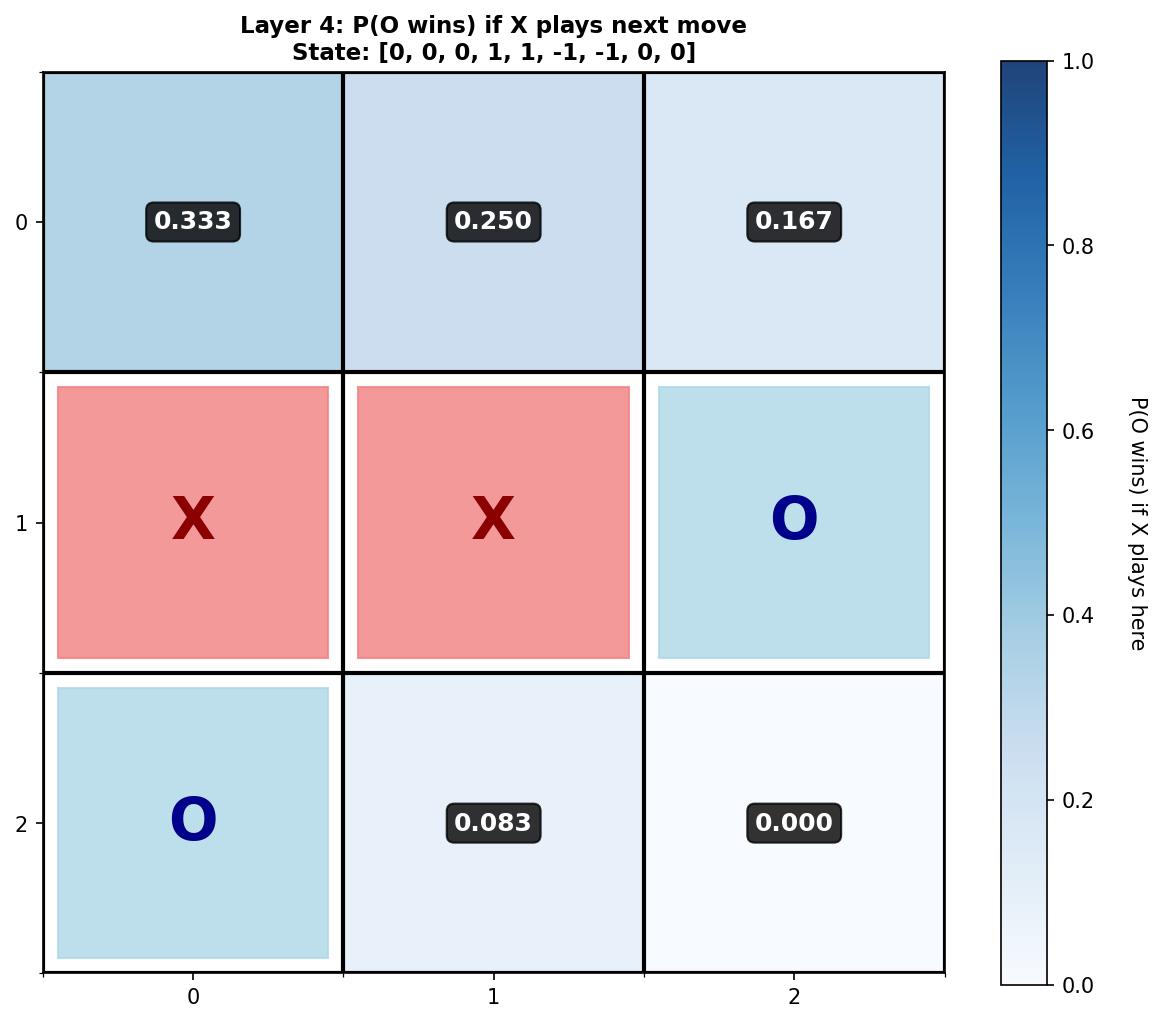 Layer 4: P(O wins) if X plays next move
State: [0, 0, 0, 1, 1, -1, -1, 0, 0]
0
0.333
0.250
0.167
1
X
X
O
2
O
0.083
0.000
0
1
2
1.0
0.8
0.6
0.4
0.2
0.0
P(O wins) if X plays here